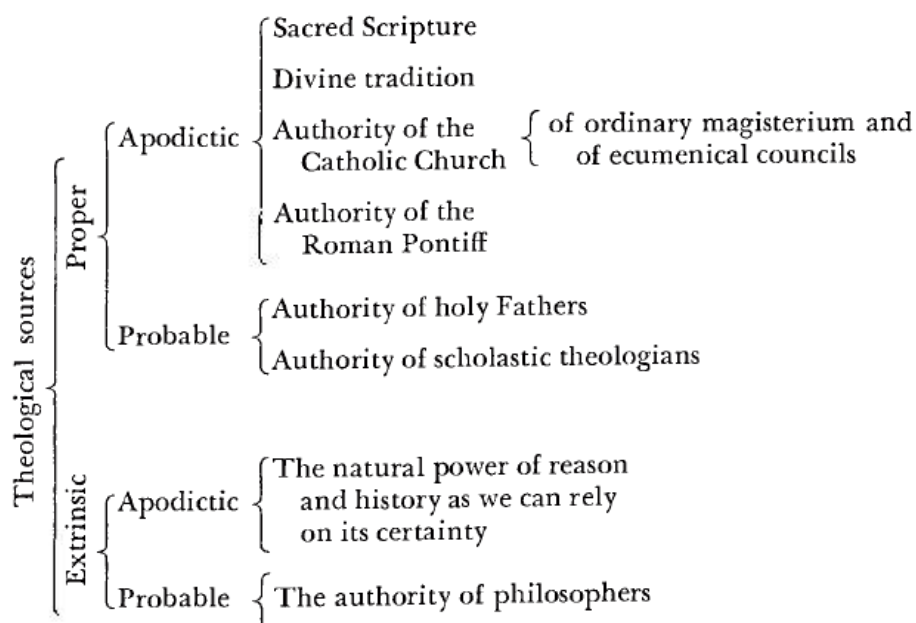 Theological sources
Proper
Apodictic
Sacred Scripture
Divine tradition
Authority of the
Catholic Church
of ordinary magisterium and
of ecumenical councils
Authority of the
Roman Pontiff
Probable
Authority of holy Fathers
Authority of scholastic theologians
Extrinsic
Apodictic
The natural power of reason
and history as we can rely
on its certainty
Probable
The authority of philosophers